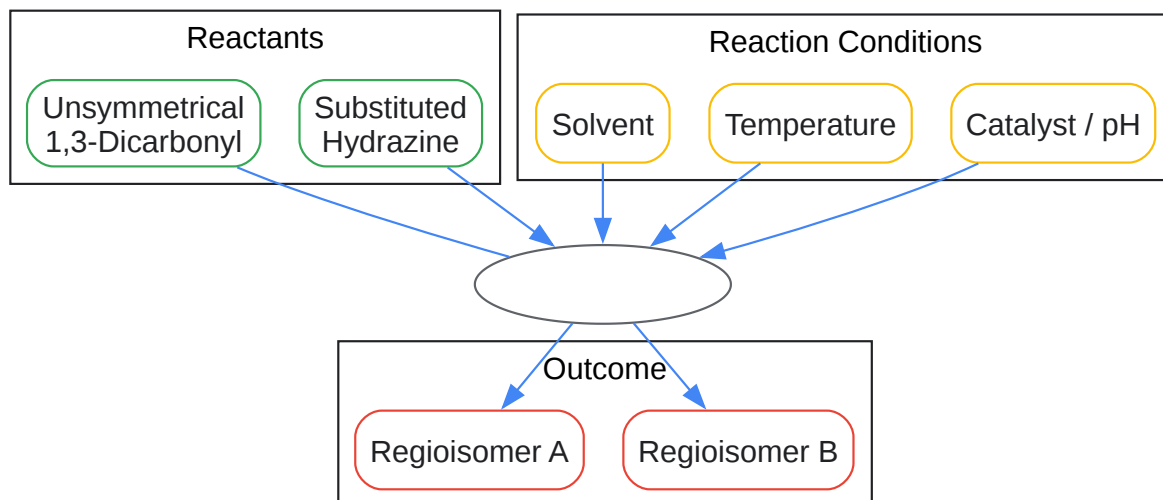 Reactants
Reaction Conditions
Unsymmetrical
1,3-Dicarbonyl
Substituted
Hydrazine
Solvent
Temperature
Catalyst / pH
Outcome
Regioisomer A
Regioisomer B